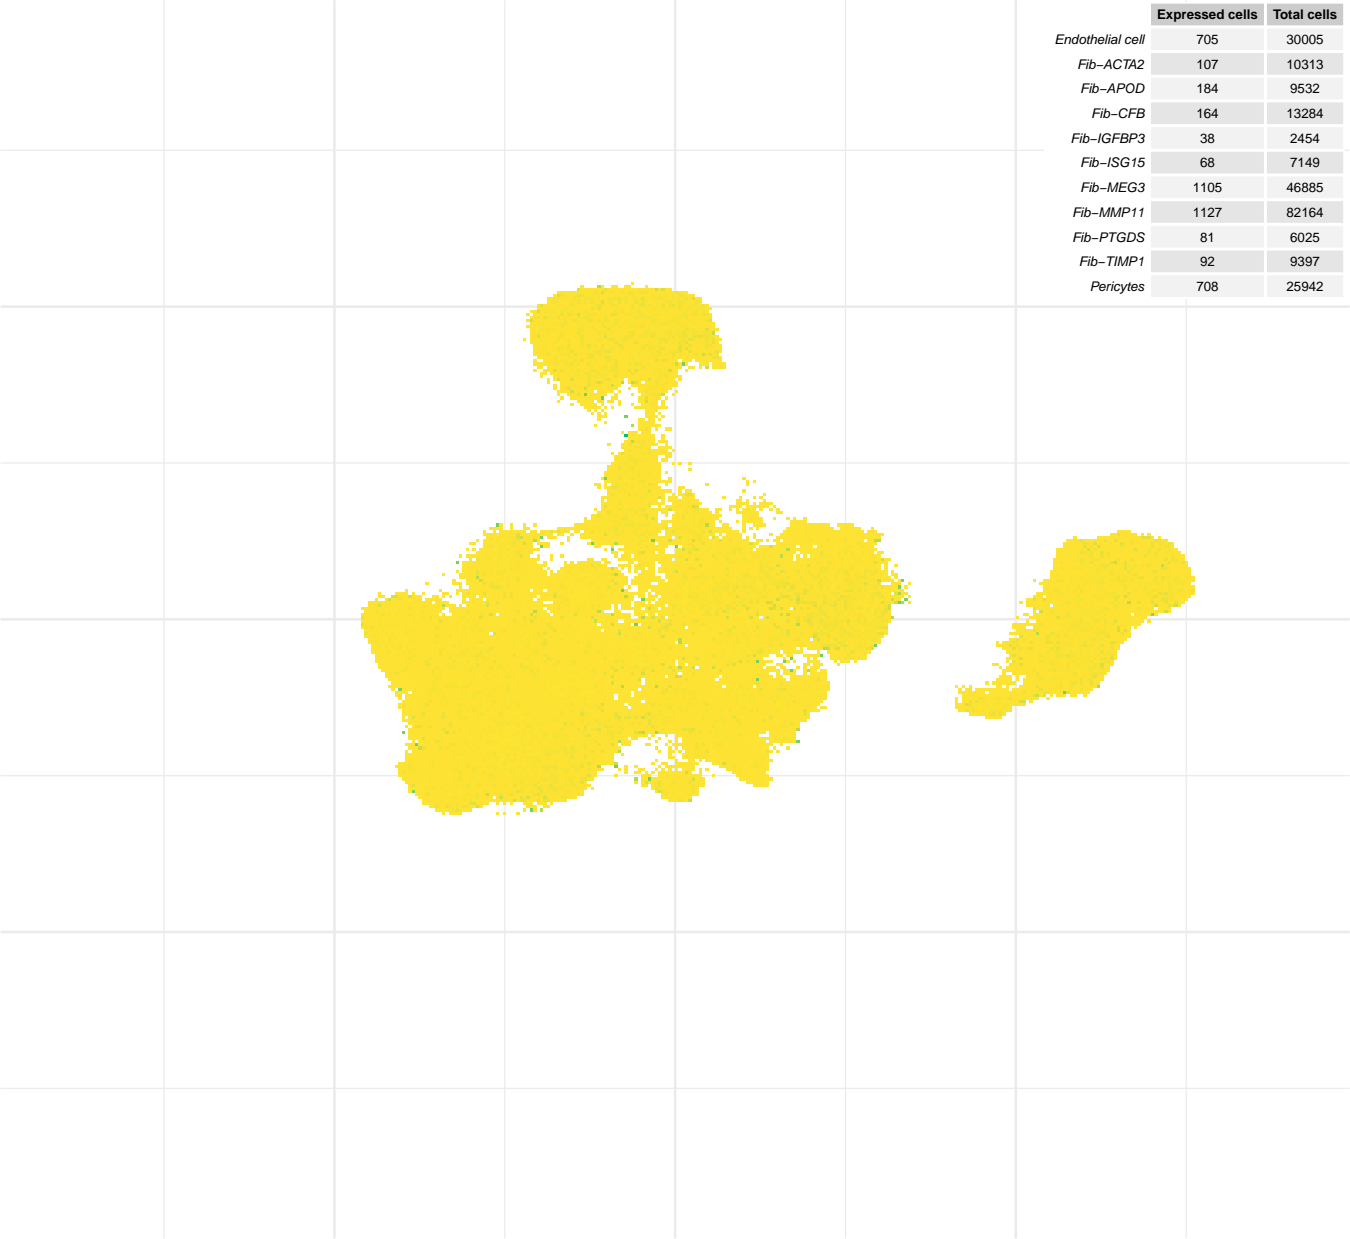 Expressed cells Total cells
Endothelial cell 705 30005
Fib−ACTA2 107 10313
Fib−APOD 184 9532
Fib−CFB 164 13284
Fib−IGFBP3 38 2454
Fib−ISG15 68 7149
Fib−MEG3 1105 46885
Fib−MMP11 1127 82164
Fib−PTGDS 81 6025
Fib−TIMP1 92 9397
Pericytes 708 25942